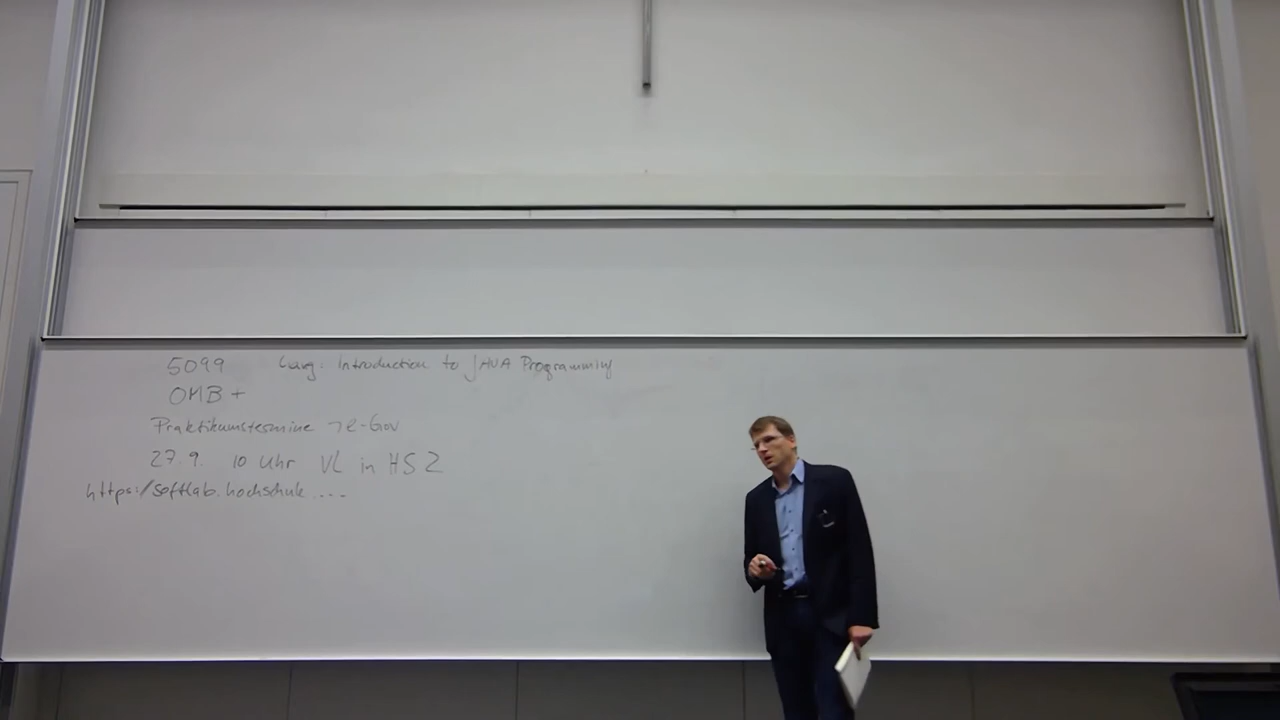 5099 Lang: Introduction to JAVA Programming
OMB+
Praktikumstermine → e-Gov
27.9. 10 Uhr VL in HS 2
https://softlab.hochschule....